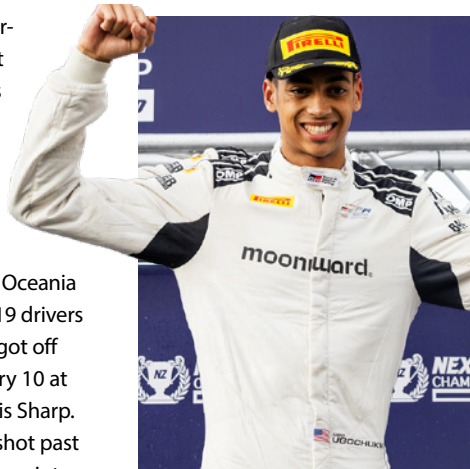 r-
t
s
Oceania
19 drivers
got off
ry 10 at
is Sharp.
shot past
PIRELLI
P
OMP
PIRELLI
OMP
moonward.
UGOCHUKW
NZ
NZ
NEX
CHAM